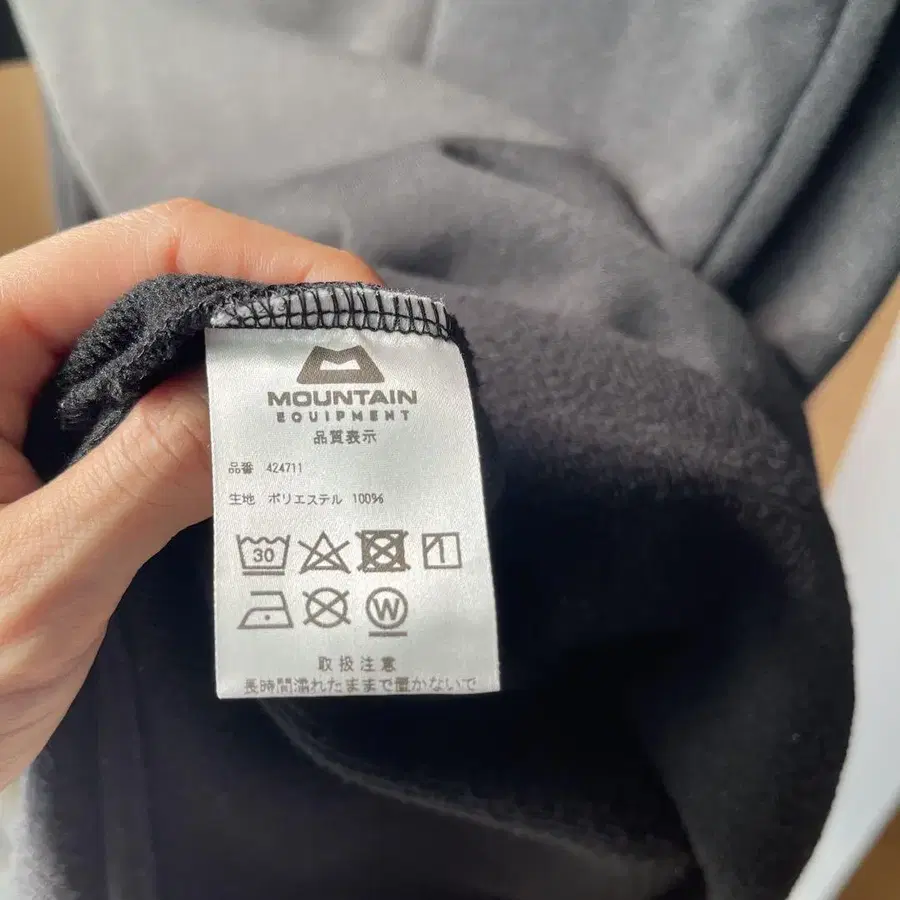 MOUNTAIN
EQUIPMENT
品質表示
品番 424711
生地 ポリエステル 100%
30
W
取扱注意
長時間濡れたままで置かないで